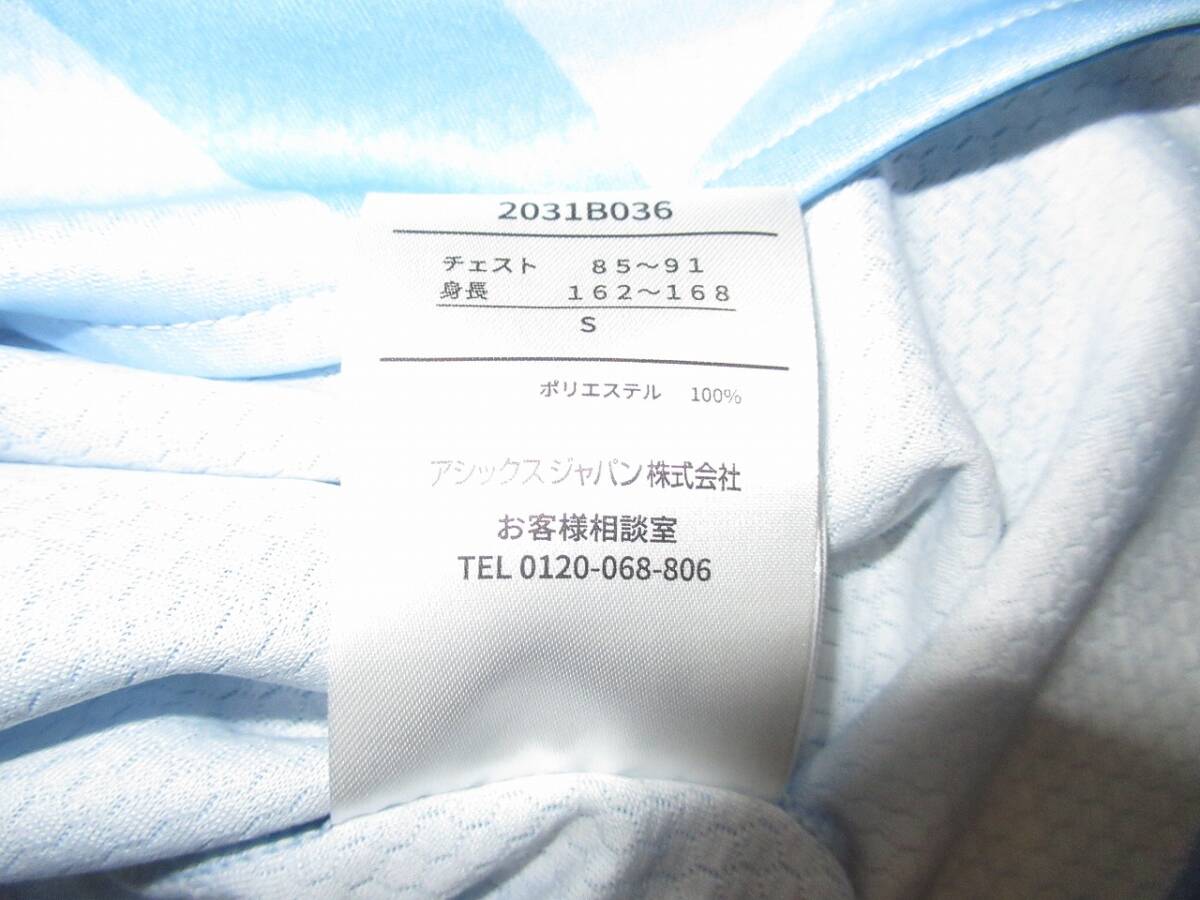 2031B036
チェスト 85～91
身長 162～168
S
ポリエステル 100%
アシックスジャパン株式会社
お客様相談室
TEL 0120-068-806